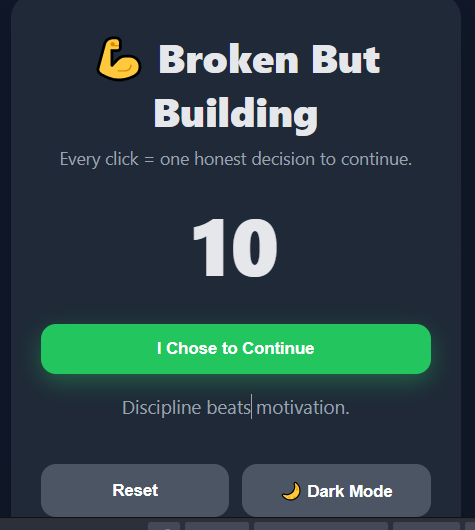 💪 Broken But
Building
Every click = one honest decision to continue.
10
I Chose to Continue
Discipline beats motivation.
Reset
🌙 Dark Mode